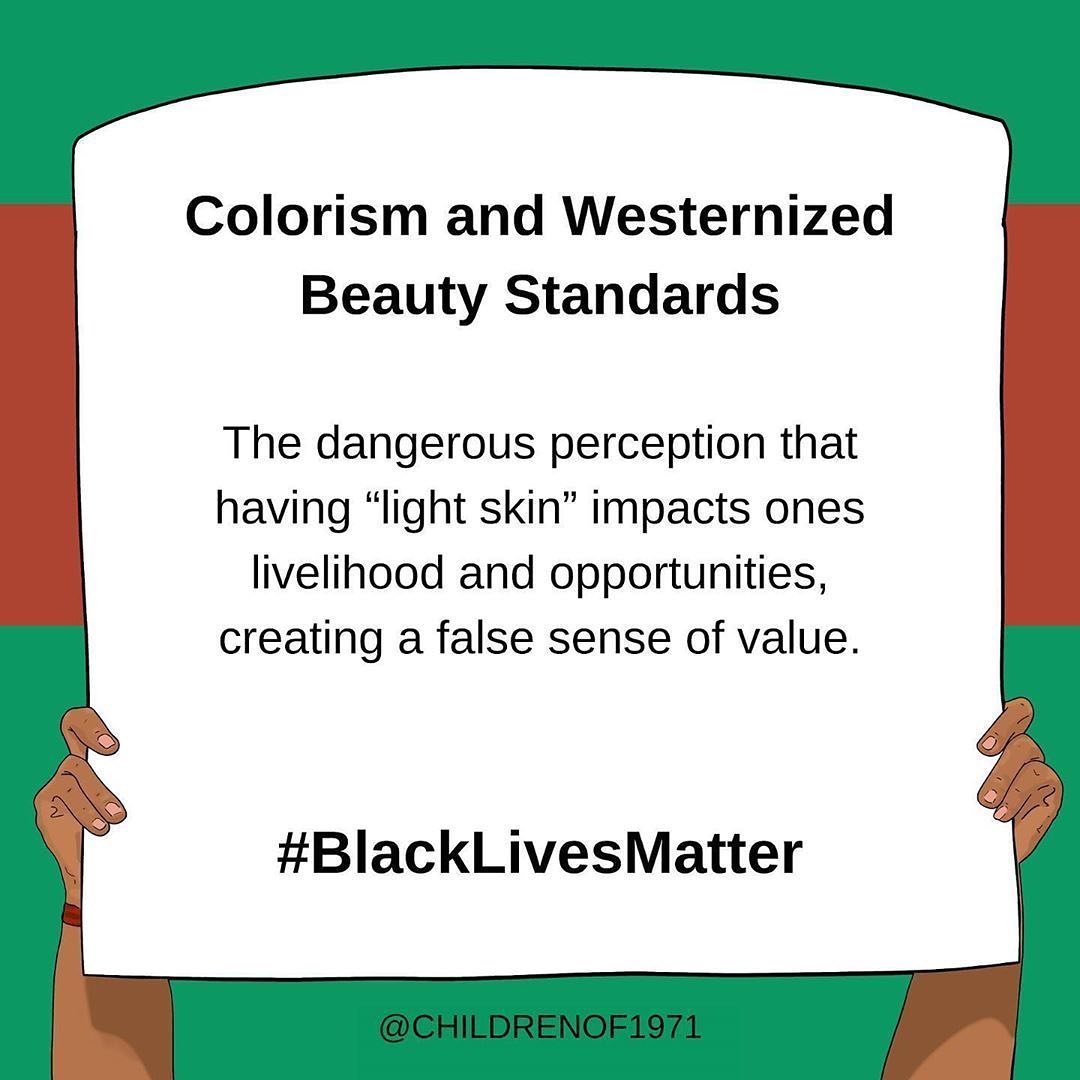 Colorism and Westernized
Beauty Standards
The dangerous perception that
having “light skin” impacts ones
livelihood and opportunities,
creating a false sense of value.
#BlackLivesMatter
@CHILDRENOF1971